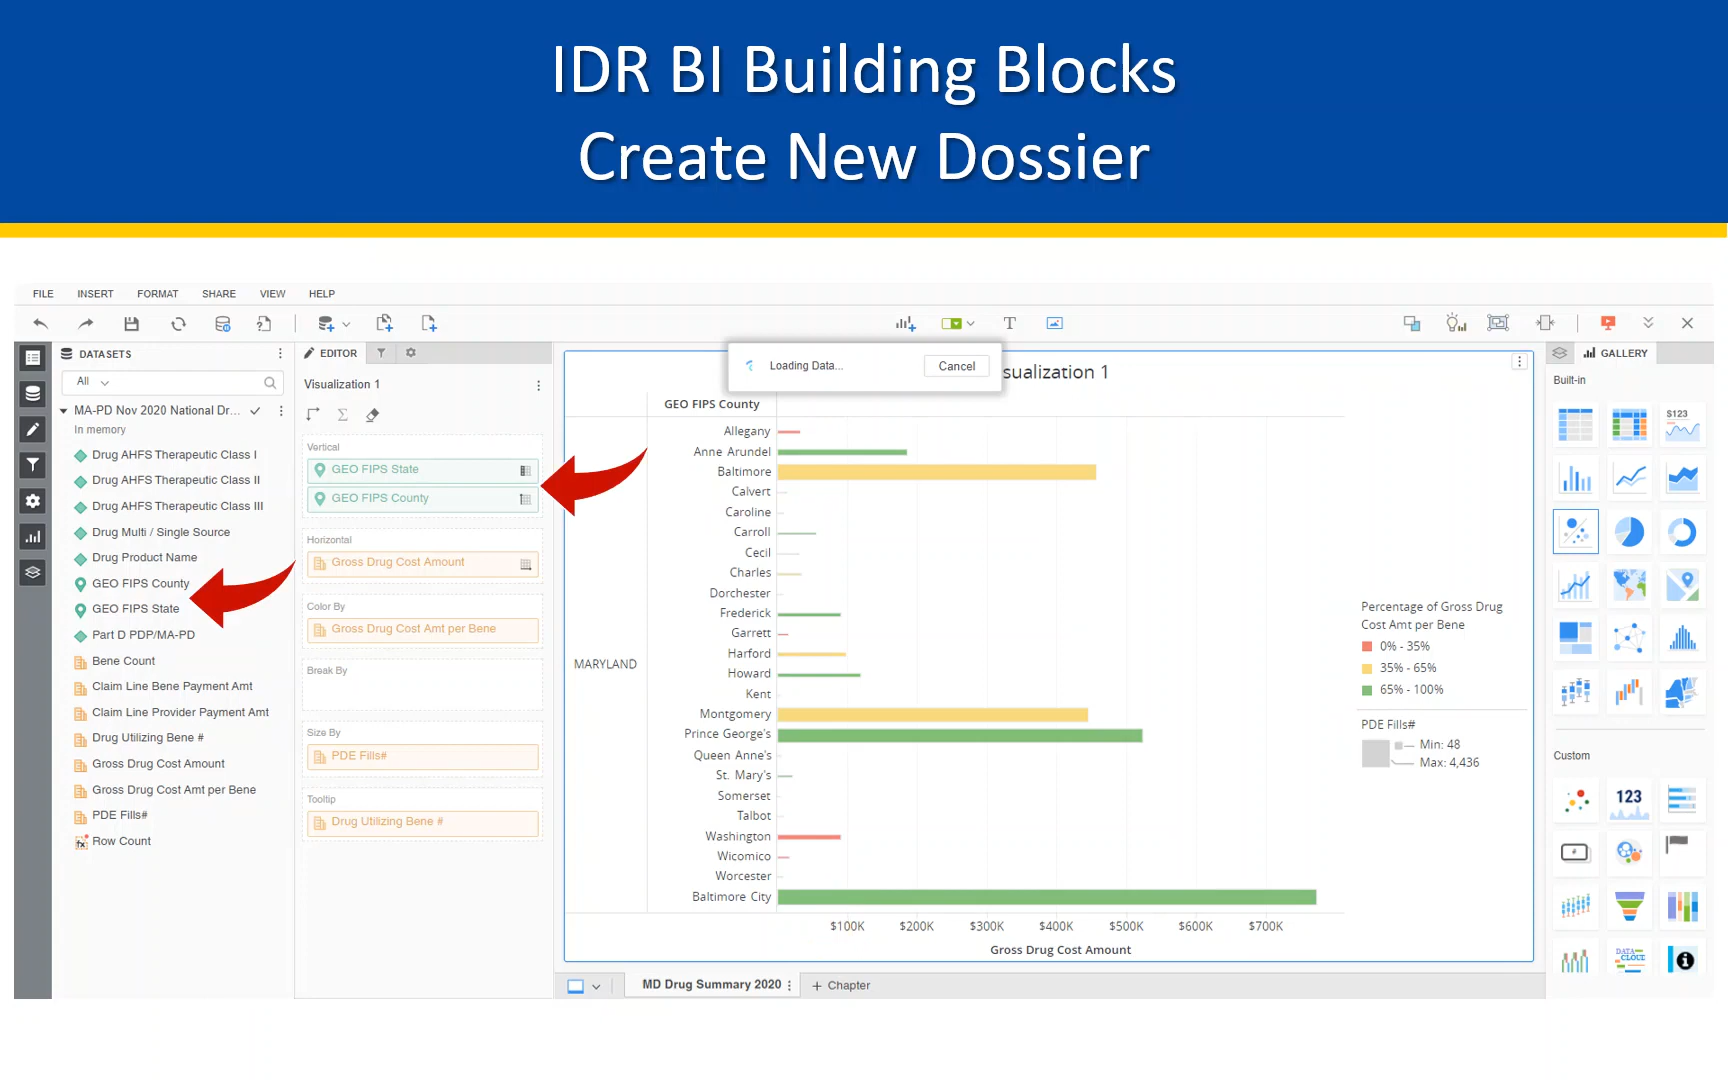 IDR BI Building Blocks
Create New Dossier
FILE INSERT FORMAT SHARE VIEW HELP
DATASETS
All
MA-PD Nov 2020 National Dr...
In memory
Drug AHFS Therapeutic Class I
Drug AHFS Therapeutic Class II
Drug AHFS Therapeutic Class III
Drug Multi / Single Source
Drug Product Name
GEO FIPS County
GEO FIPS State
Part D PDP/MA-PD
Bene Count
Claim Line Bene Payment Amt
Claim Line Provider Payment Amt
Drug Utilizing Bene #
Gross Drug Cost Amount
Gross Drug Cost Amt per Bene
PDE Fills#
fx Row Count
EDITOR
Visualization 1
Vertical
GEO FIPS State
GEO FIPS County
Horizontal
Gross Drug Cost Amount
Color By
Gross Drug Cost Amt per Bene
Break By
Size By
PDE Fills#
Tooltip
Drug Utilizing Bene #
Loading Data...
Cancel
sualization 1
GEO FIPS County
MARYLAND
Allegany
Anne Arundel
Baltimore
Calvert
Caroline
Carroll
Cecil
Charles
Dorchester
Frederick
Garrett
Harford
Howard
Kent
Montgomery
Prince George's
Queen Anne's
St. Mary's
Somerset
Talbot
Washington
Wicomico
Worcester
Baltimore City
$100K $200K $300K $400K $500K $600K $700K
Gross Drug Cost Amount
Percentage of Gross Drug
Cost Amt per Bene
0% - 35%
35% - 65%
65% - 100%
PDE Fills#
Min: 48
Max: 4,436
MD Drug Summary 2020
+ Chapter
GALLERY
Built-in
$123
Custom
123
#
DATA
CLOUD